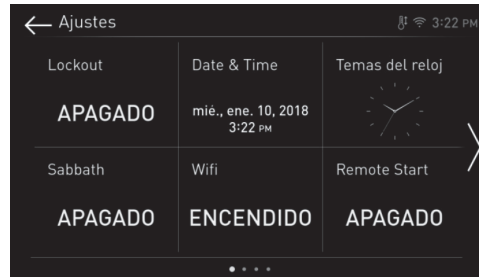 Ajustes
3:22 PM
Lockout
Date & Time
Temas del reloj
APAGADO
mié., ene. 10, 2018
3:22 PM
Sabbath
Wifi
Remote Start
APAGADO
ENCENDIDO
APAGADO